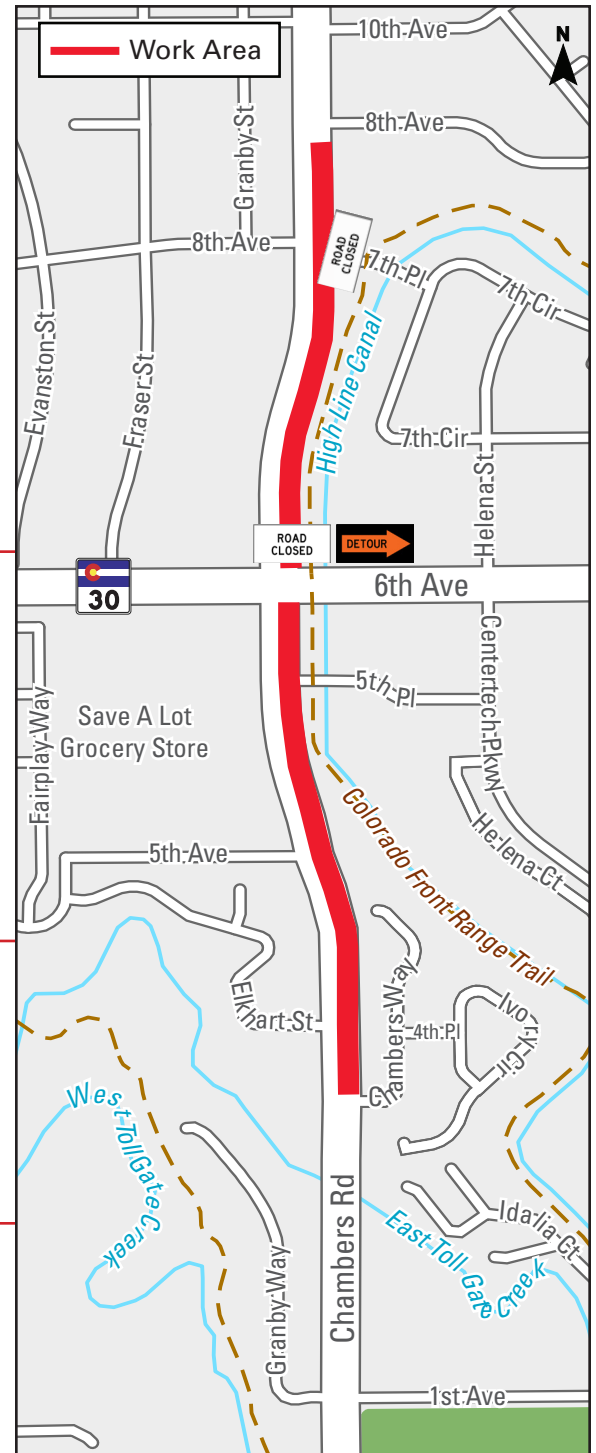 Work Area
N
10th Ave
Granby St
8th Ave
8th Ave
ROAD
CLOSED
7th Pl
7th Cir
Evanston St
Fraser St
High Line Canal
7th Cir
Helena St
ROAD
CLOSED
DETOUR
30
6th Ave
5th Pl
Centertech Pkwy
Save A Lot
Grocery Store
Fairplay Way
Colorado Front Range Trail
Helena Ct
5th Ave
Elkhart St
Chambers Way
4th Pl
Ivory Cir
West Toll Gate Creek
Chambers Rd
East Toll Gate Creek
Idalia Ct
Granby Way
1st Ave